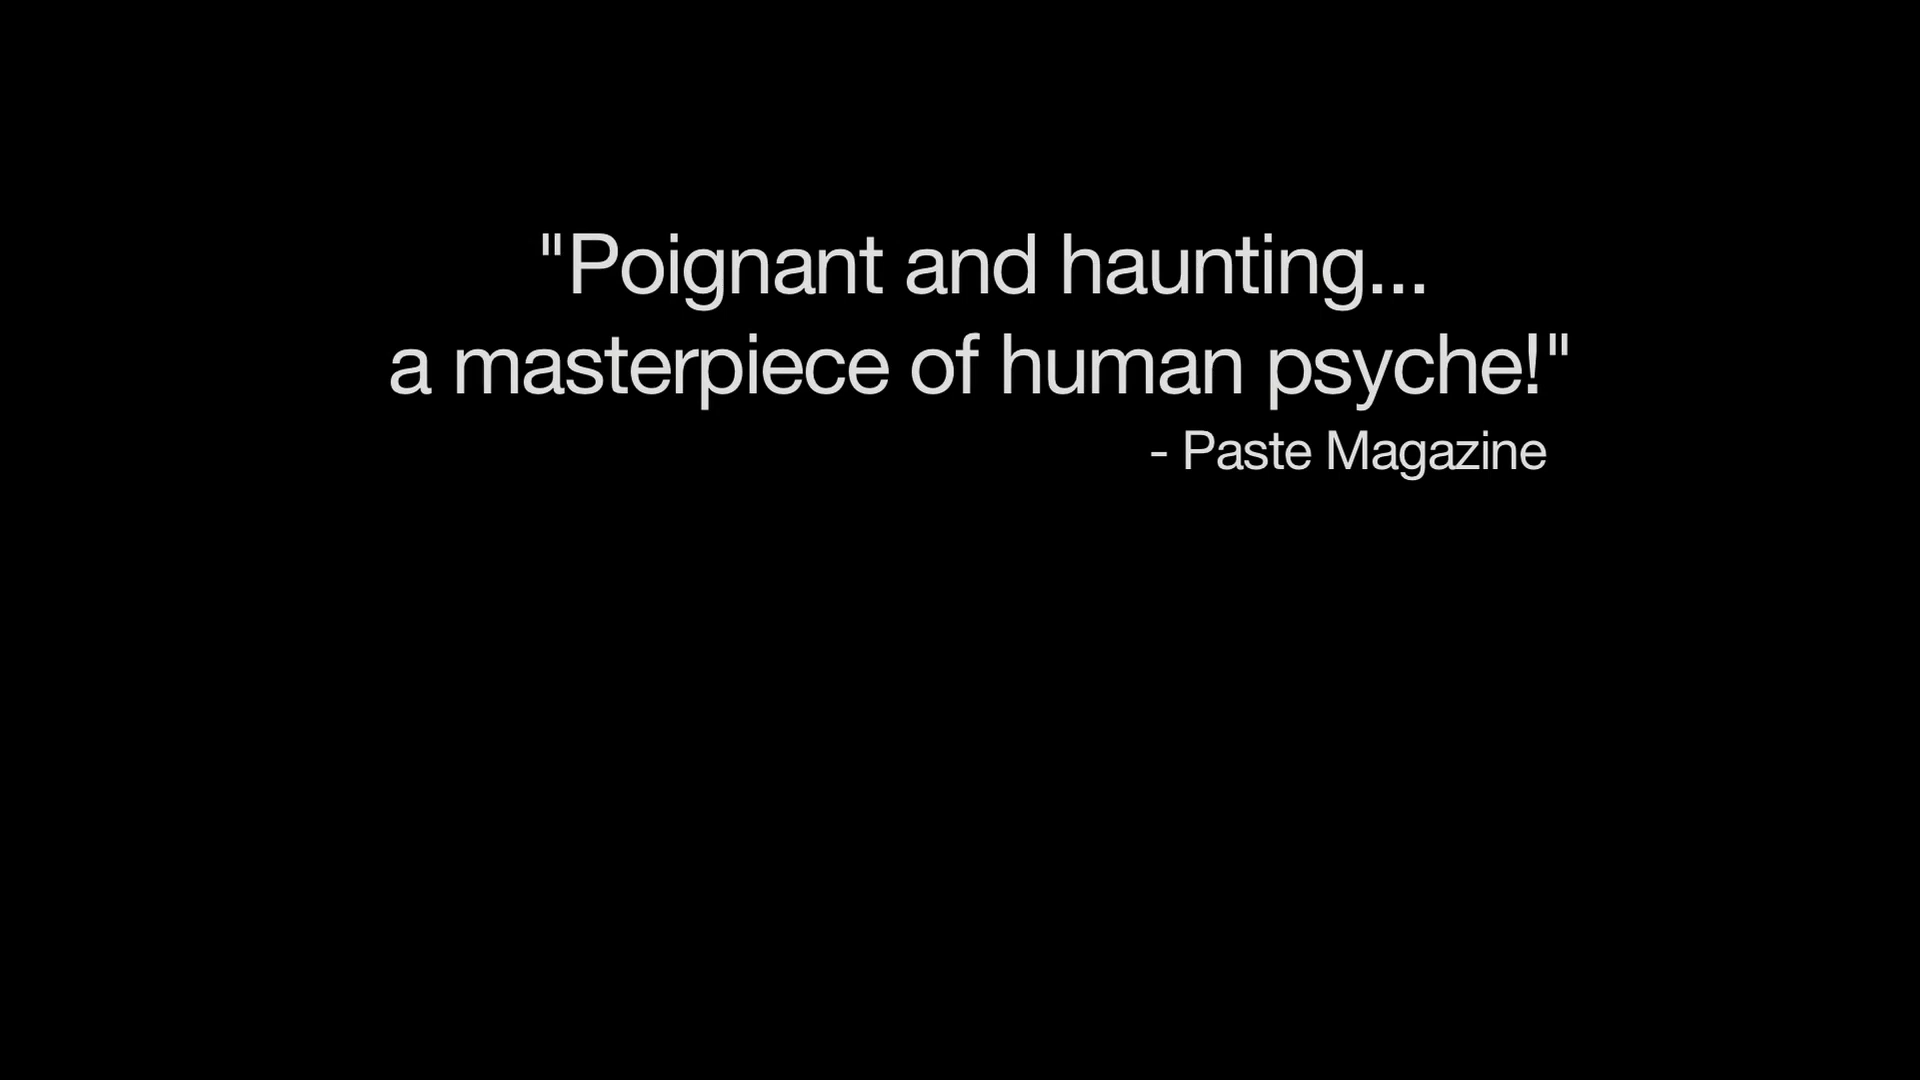 "Poignant and haunting...
a masterpiece of human psyche!"
- Paste Magazine